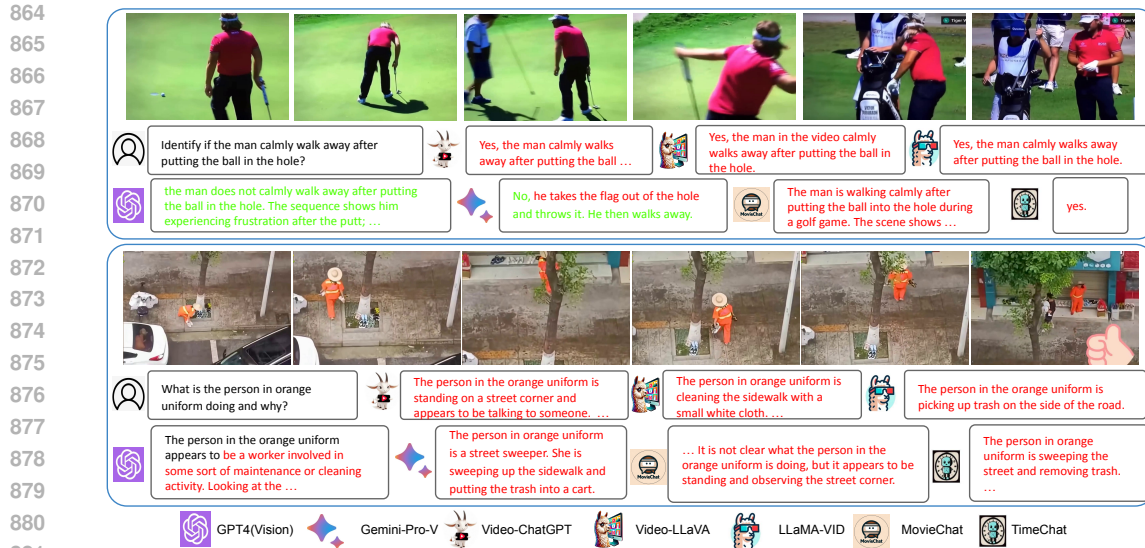 864
865
866
867
868
869
870
871
872
873
874
875
876
877
878
879
880
Identify if the man calmly walk away after
putting the ball in the hole?
Yes, the man calmly walks
away after putting the ball ...
Yes, the man in the video calmly
walks away after putting the ball in
the hole.
Yes, the man calmly walks away
after putting the ball in the hole.
the man does not calmly walk away after putting
the ball in the hole. The sequence shows him
experiencing frustration after the putt; ...
No, he takes the flag out of the hole
and throws it. He then walks away.
MovieChat
The man is walking calmly after
putting the ball into the hole during
a golf game. The scene shows ...
yes.
What is the person in orange
uniform doing and why?
The person in the orange uniform is
standing on a street corner and
appears to be talking to someone. ...
The person in orange uniform is
cleaning the sidewalk with a
small white cloth. ...
The person in the orange uniform is
picking up trash on the side of the road.
The person in the orange uniform
appears to be a worker involved in
some sort of maintenance or cleaning
activity. Looking at the ...
The person in orange uniform
is a street sweeper. She is
sweeping up the sidewalk and
putting the trash into a cart.
MovieChat
... It is not clear what the person in the
orange uniform is doing, but it appears to be
standing and observing the street corner.
The person in orange
uniform is sweeping the
street and removing trash.
...
GPT4(Vision) Gemini-Pro-V Video-ChatGPT Video-LLaVA LLaMA-VID MovieChat TimeChat